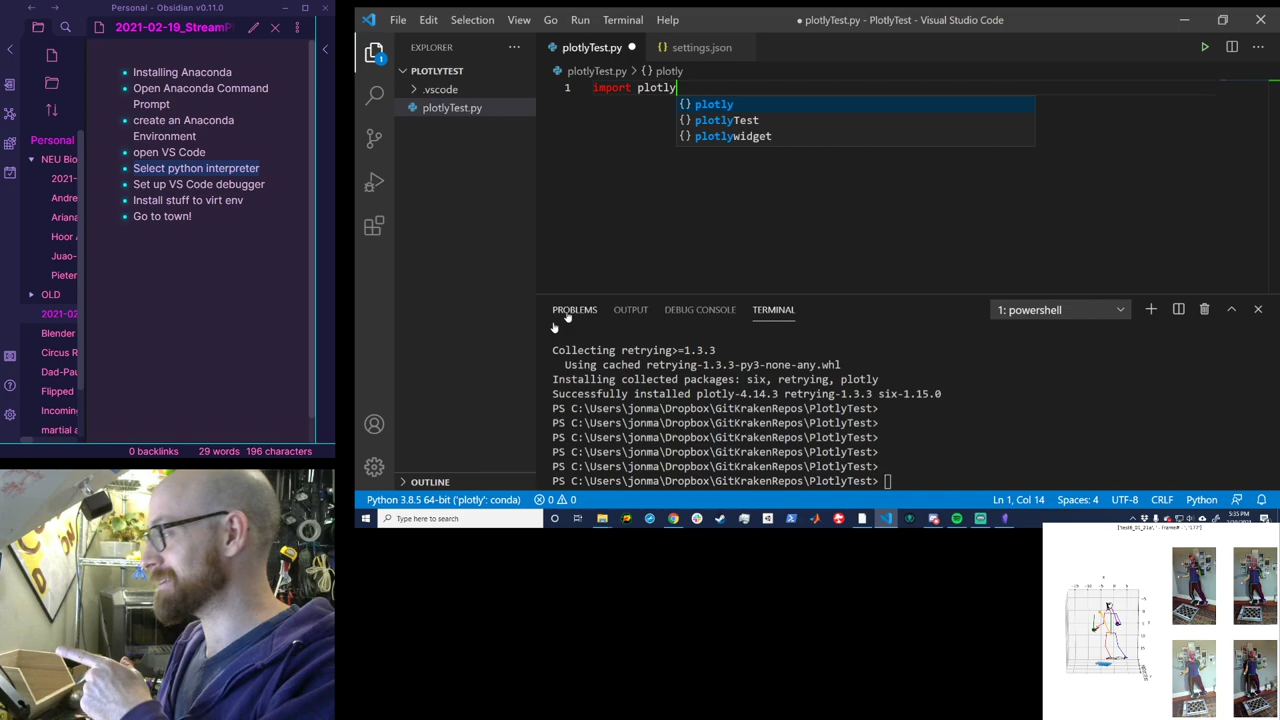 Personal - Obsidian v0.11.0
2021-02-19_StreamP
Installing Anaconda
Open Anaconda Command
Prompt
create an Anaconda
Environment
open VS Code
Select python interpreter
Set up VS Code debugger
Install stuff to virt env
Go to town!
Personal
NEU Bio
2021-
Andre
Ariana
Hoor
Juao-
Pieter
OLD
2021-02
Blender
Circus R
Dad-Pau
Flipped
Incoming
martial a
0 backlinks 29 words 196 characters
File Edit Selection View Go Run Terminal Help
● plotlyTest.py - PlotlyTest - Visual Studio Code
EXPLORER
PLOTLYTEST
.vscode
plotlyTest.py
OUTLINE
plotlyTest.py ● {} settings.json
plotlyTest.py > {} plotly
1 import plotly
{} plotly
{} plotlyTest
{} plotlywidget
PROBLEMS OUTPUT DEBUG CONSOLE TERMINAL 1: powershell
Collecting retrying>=1.3.3
Using cached retrying-1.3.3-py3-none-any.whl
Installing collected packages: six, retrying, plotly
Successfully installed plotly-4.14.3 retrying-1.3.3 six-1.15.0
PS C:\Users\jonma\Dropbox\GitKrakenRepos\PlotlyTest>
PS C:\Users\jonma\Dropbox\GitKrakenRepos\PlotlyTest>
PS C:\Users\jonma\Dropbox\GitKrakenRepos\PlotlyTest>
PS C:\Users\jonma\Dropbox\GitKrakenRepos\PlotlyTest>
PS C:\Users\jonma\Dropbox\GitKrakenRepos\PlotlyTest>
PS C:\Users\jonma\Dropbox\GitKrakenRepos\PlotlyTest>
Python 3.8.5 64-bit ('plotly': conda) 0 0 Ln 1, Col 14 Spaces: 4 UTF-8 CRLF Python
Type here to search
5:35 PM